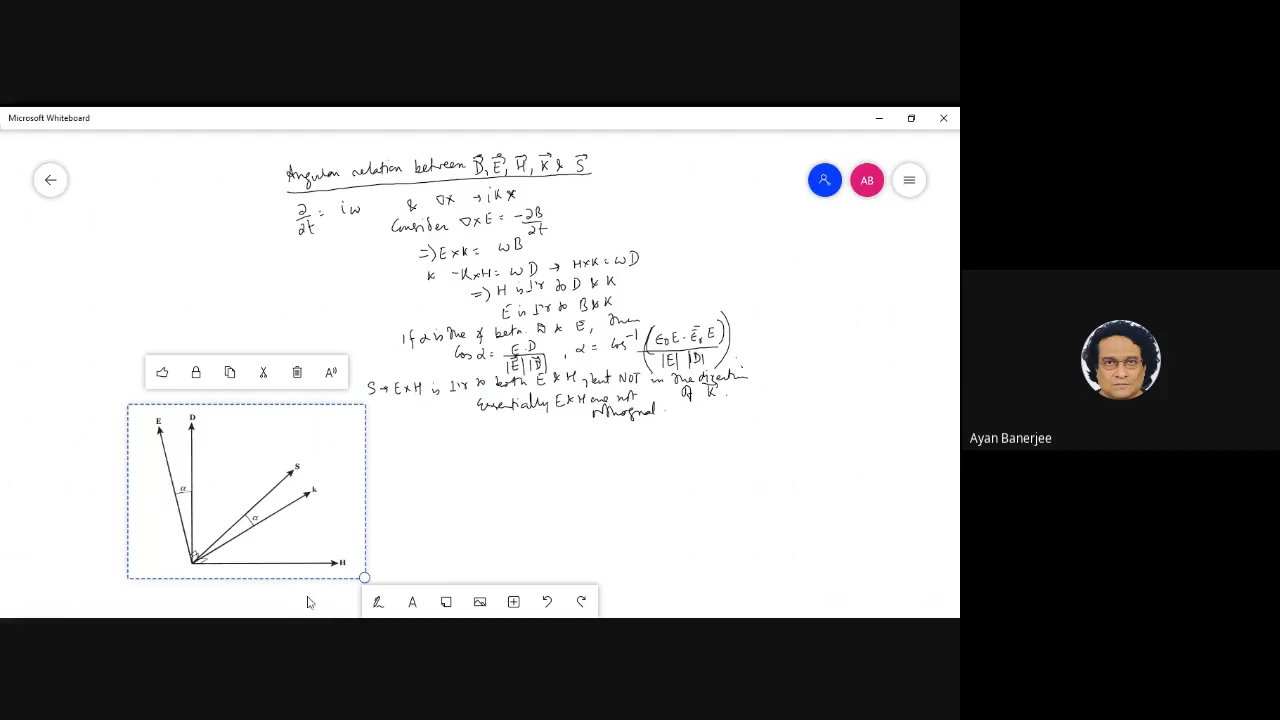 Microsoft Whiteboard
Angular relation between D, E, H, K & S
∂/∂t = iω & ∇× → iK×
Consider ∇×E = -∂B/∂t
=> E×K = ωB
K -K×H = ωD → H×K = ωD
=> H is ⊥r to D & K
E is ⊥r to B & K
If α is the ∠ betn. D & E, then
Cos α = E.D / |E| |D| , α = Cos⁻¹ (ε₀E. ε̄ᵣE / |E| |D|)
S → E×H is ⊥r to both E & H, but NOT in the direction of K.
Essentially E × H are not orthogonal.
AB
E D
S
α
k
α
H
A
Ayan Banerjee